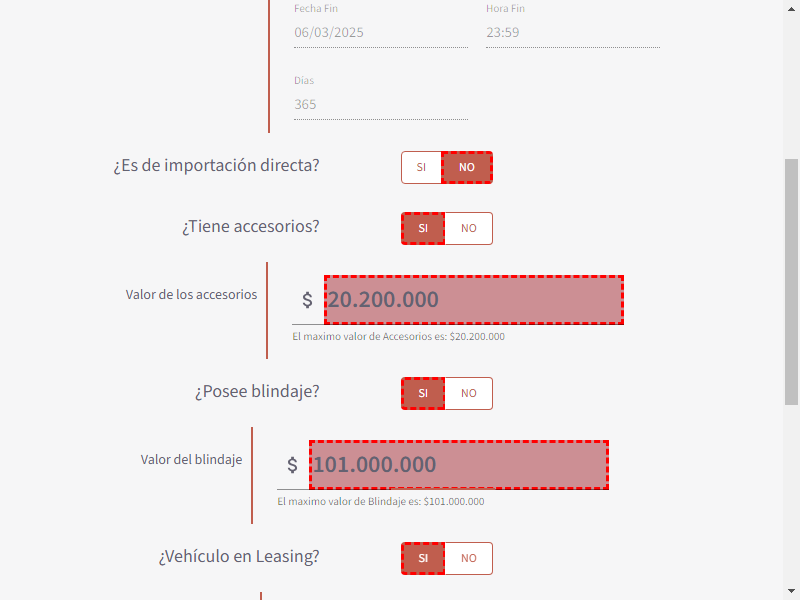 Fecha Fin Hora Fin
06/03/2025 23:59
Días
365
¿Es de importación directa? SI NO
¿Tiene accesorios? SI NO
Valor de los accesorios $ 20.200.000
El maximo valor de Accesorios es: $20.200.000
¿Posee blindaje? SI NO
Valor del blindaje $ 101.000.000
El maximo valor de Blindaje es: $101.000.000
¿Vehículo en Leasing? SI NO